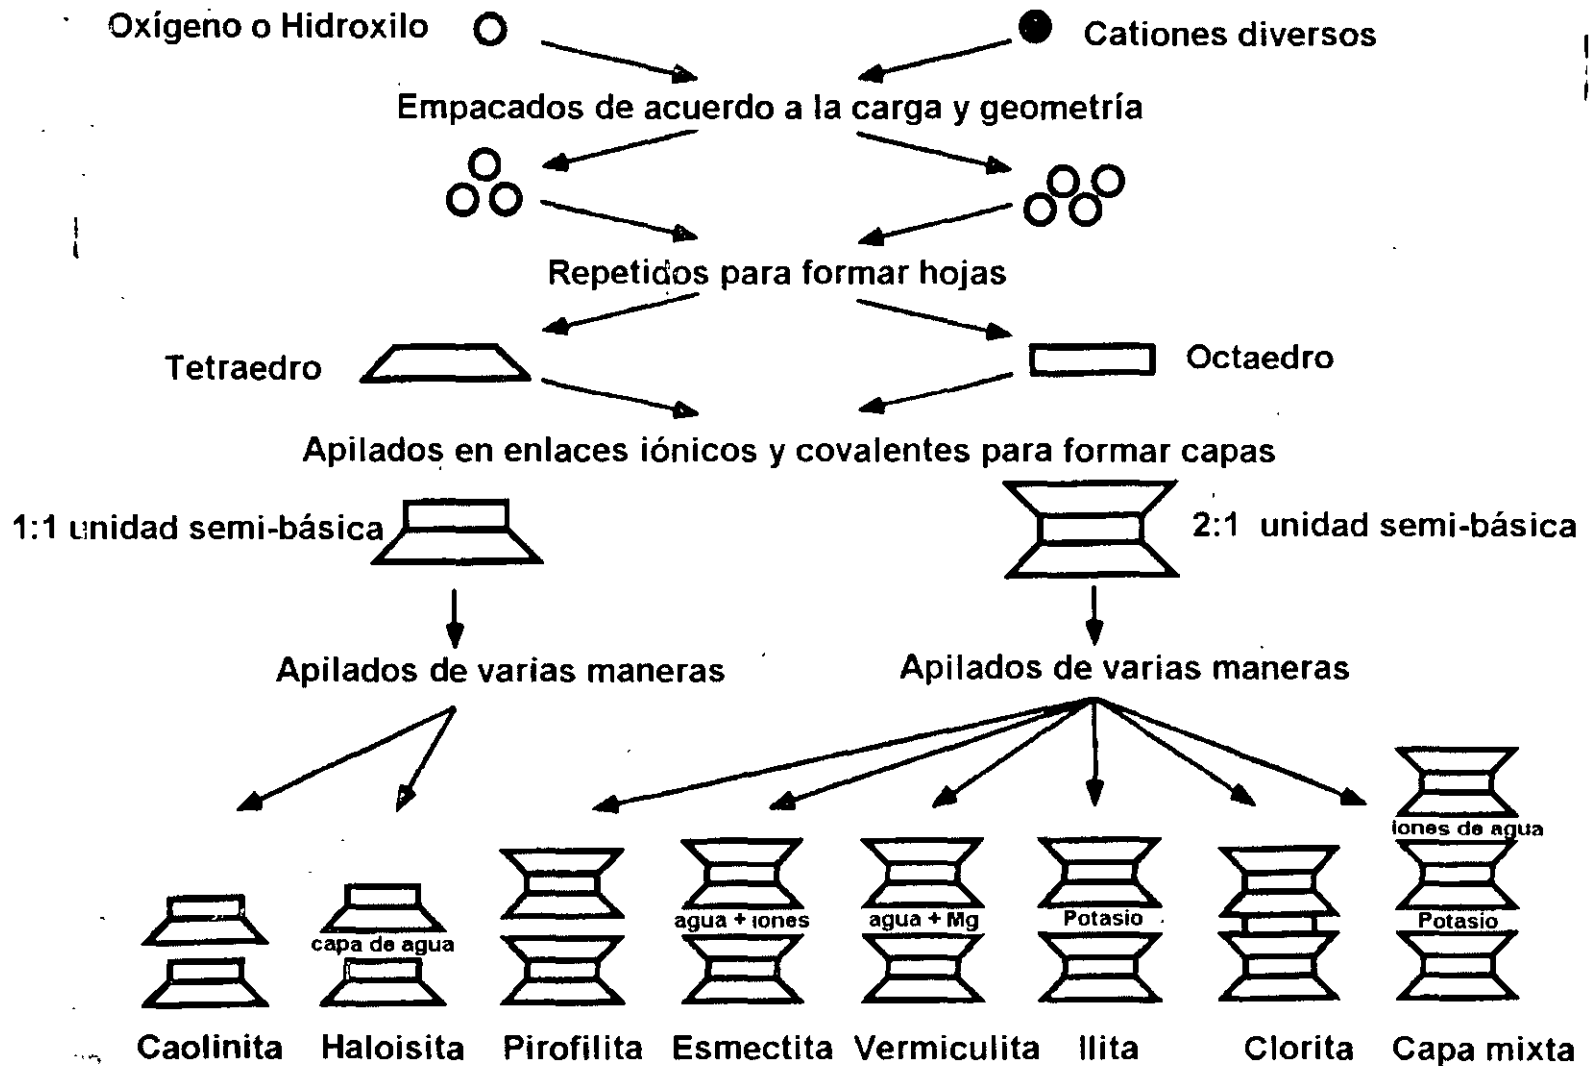 Oxígeno o Hidroxilo
Cationes diversos
Empacados de acuerdo a la carga y geometría
Repetidos para formar hojas
Tetraedro
Octaedro
Apilados en enlaces iónicos y covalentes para formar capas
1:1 unidad semi-básica
2:1 unidad semi-básica
Apilados de varias maneras
Apilados de varias maneras
iones de agua
capa de agua
agua + iones
agua + Mg
Potasio
Potasio
Caolinita
Haloisita
Pirofilita
Esmectita
Vermiculita
Ilita
Clorita
Capa mixta